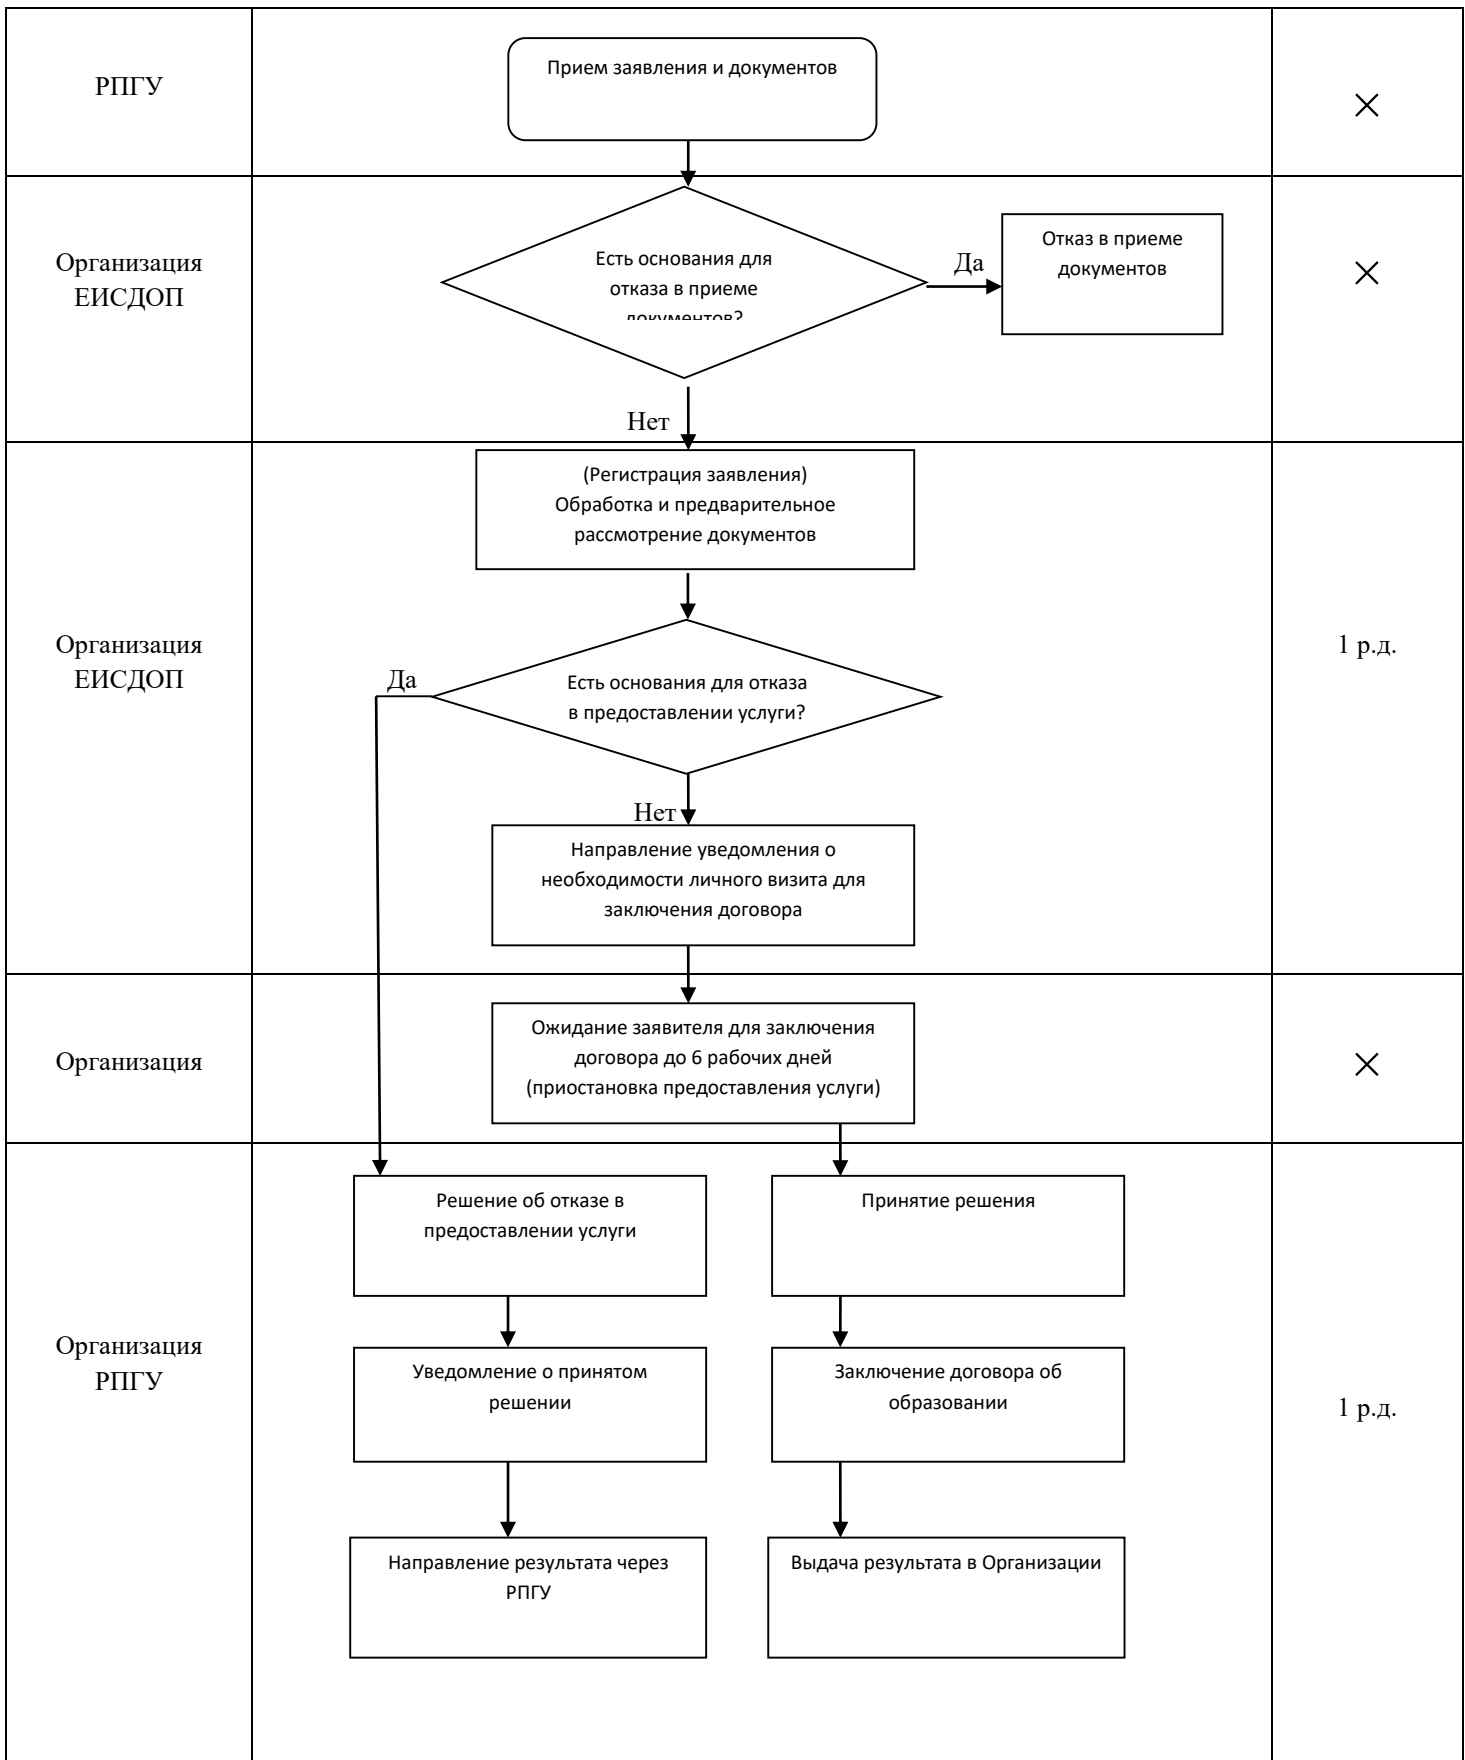 РПГУ
Прием заявления и документов
×
Организация
ЕИСДОП
Есть основания для
отказа в приеме
документов?
Да
Отказ в приеме
документов
×
Нет
Организация
ЕИСДОП
(Регистрация заявления)
Обработка и предварительное
рассмотрение документов
Да
Есть основания для отказа
в предоставлении услуги?
Нет
Направление уведомления о
необходимости личного визита для
заключения договора
1 р.д.
Организация
Ожидание заявителя для заключения
договора до 6 рабочих дней
(приостановка предоставления услуги)
×
Организация
РПГУ
Решение об отказе в
предоставлении услуги
Принятие решения
Уведомление о принятом
решении
Заключение договора об
образовании
Направление результата через
РПГУ
Выдача результата в Организации
1 р.д.